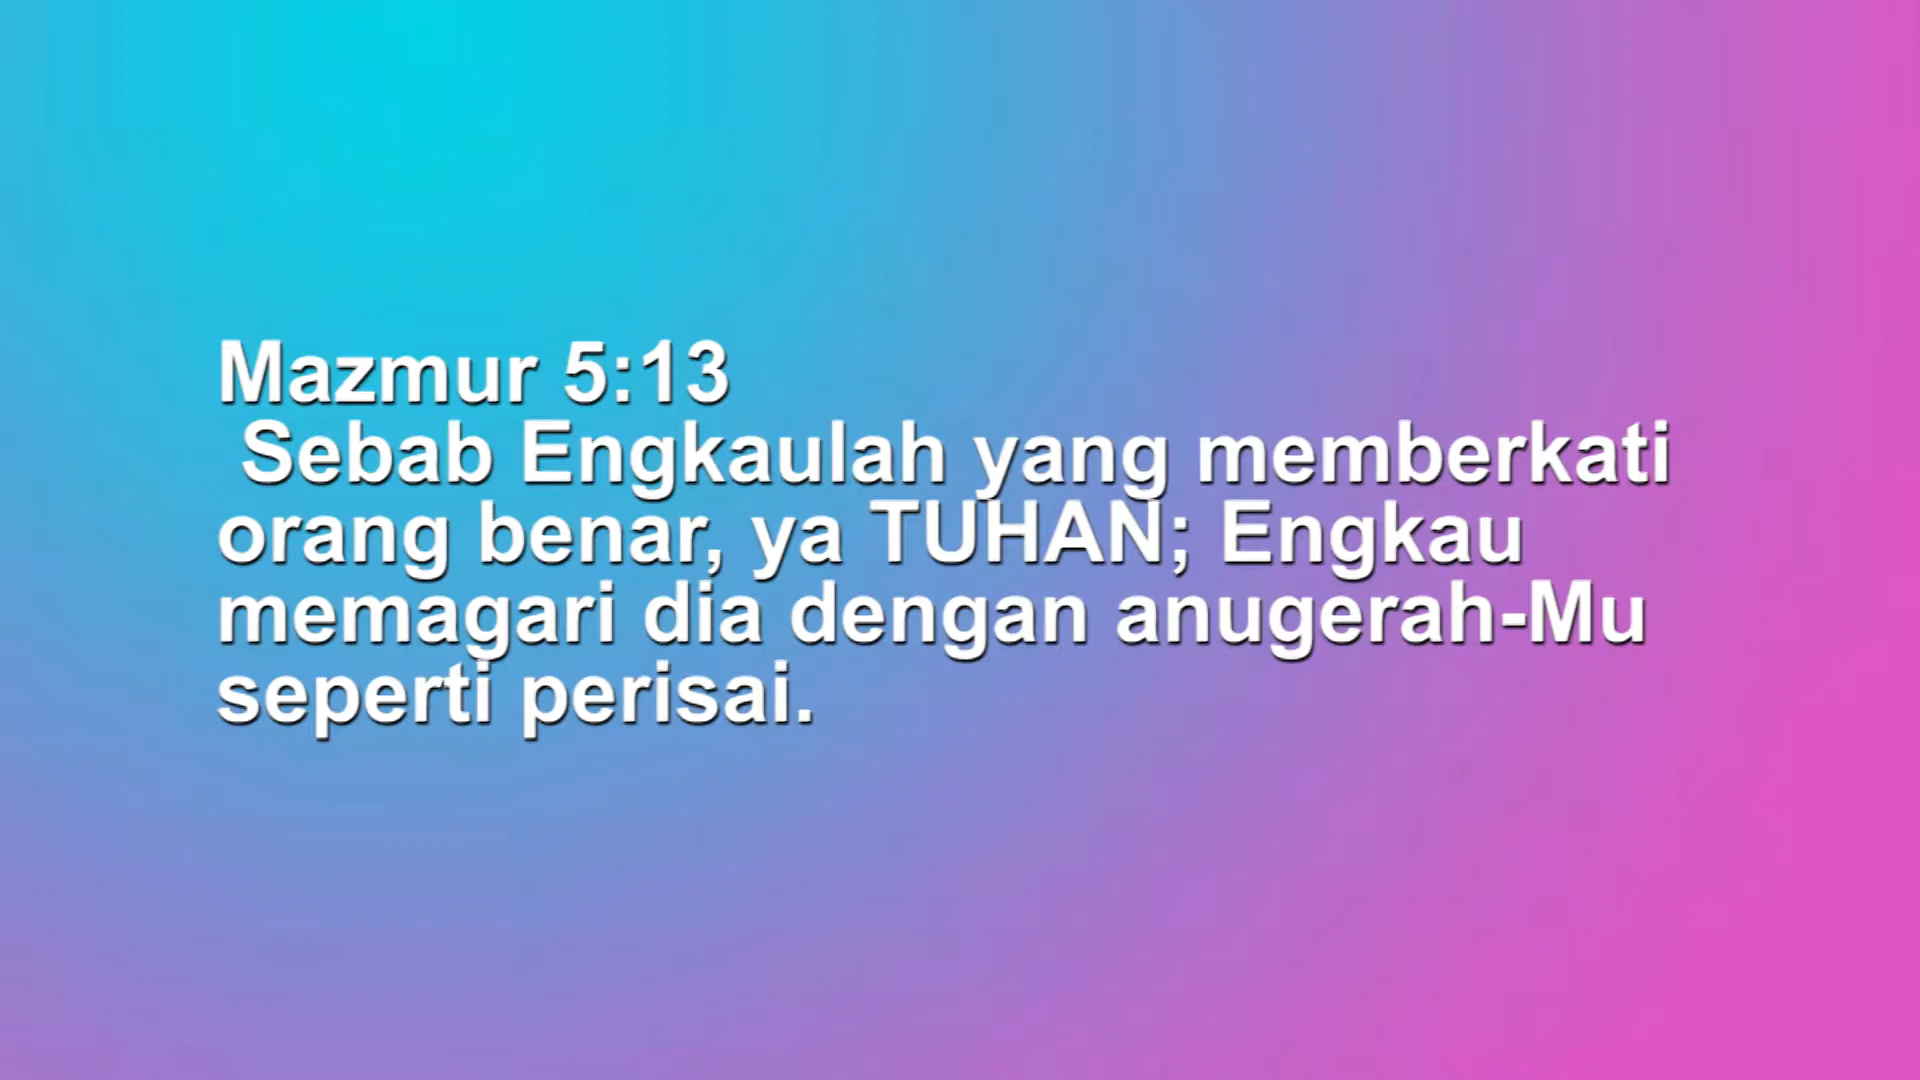 Mazmur 5:13
Sebab Engkaulah yang memberkati
orang benar, ya TUHAN; Engkau
memagari dia dengan anugerah-Mu
seperti perisai.